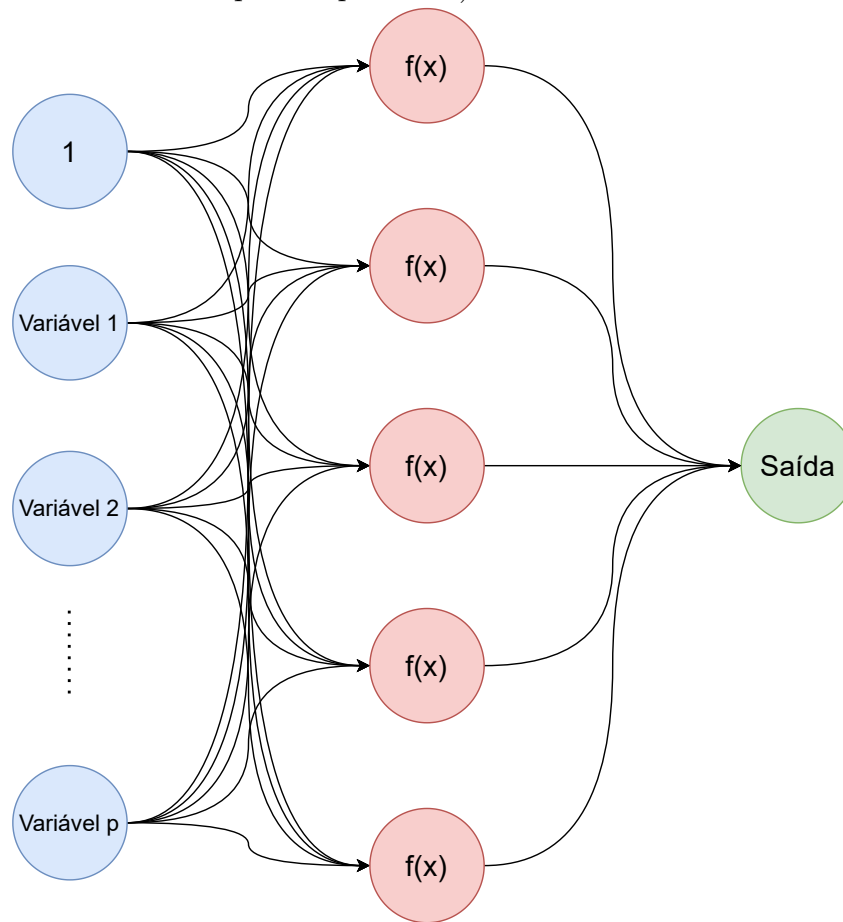 1
Variável 1
Variável 2
Variável p
f(x)
f(x)
f(x)
f(x)
f(x)
Saída